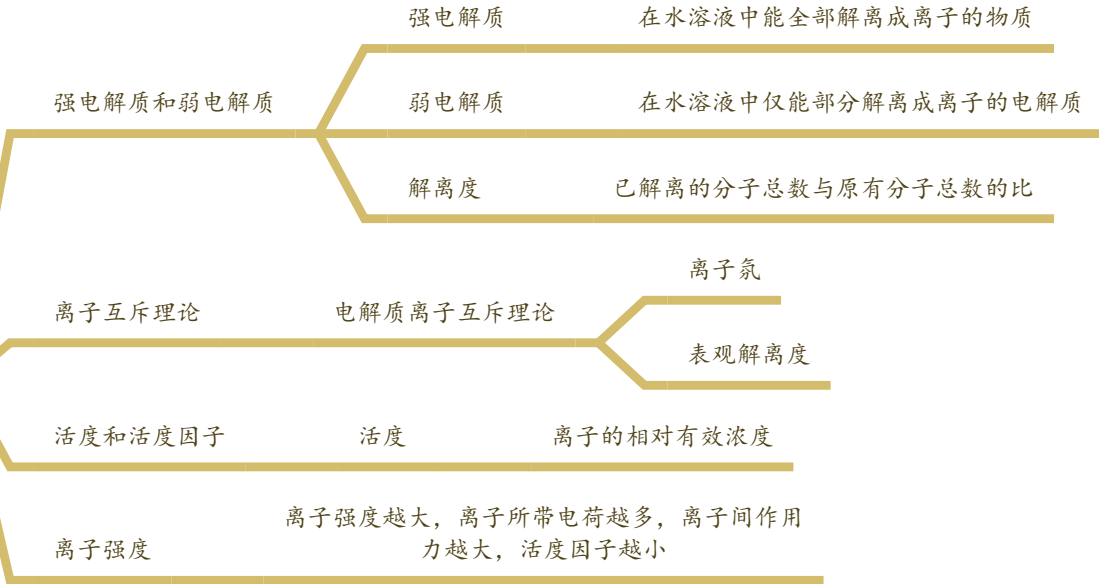 强电解质
在水溶液中能全部解离成离子的物质
强电解质和弱电解质
弱电解质
在水溶液中仅能部分解离成离子的电解质
解离度
已解离的分子总数与原有分子总数的比
离子氛
离子互斥理论
电解质离子互斥理论
表观解离度
活度和活度因子
活度
离子的相对有效浓度
离子强度越大，离子所带电荷越多，离子间作用
力越大，活度因子越小
离子强度